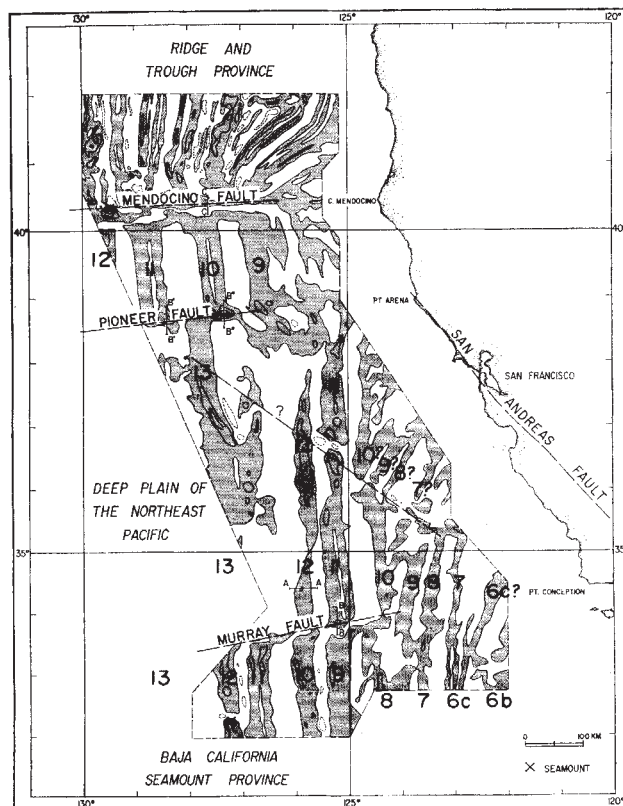 130° 125° 120°
RIDGE AND
TROUGH PROVINCE
MENDOCINO FAULT
C. MENDOCINO
40°
40°
12 11 10 9
B" B"
PT. ARENA
PIONEER FAULT
B' B"
SAN ANDREAS FAULT
SAN FRANCISCO
13
?
10? 9? 8? 7?
DEEP PLAIN OF
THE NORTHEAST
PACIFIC
35°
35°
13 12 11 10 9 8 7 6c?
A A
PT. CONCEPTION
B
B
MURRAY FAULT
13 11 10 9
8 7 6c 6b
BAJA CALIFORNIA
SEAMOUNT PROVINCE
0 100 KM
X SEAMOUNT
130° 125° 120°